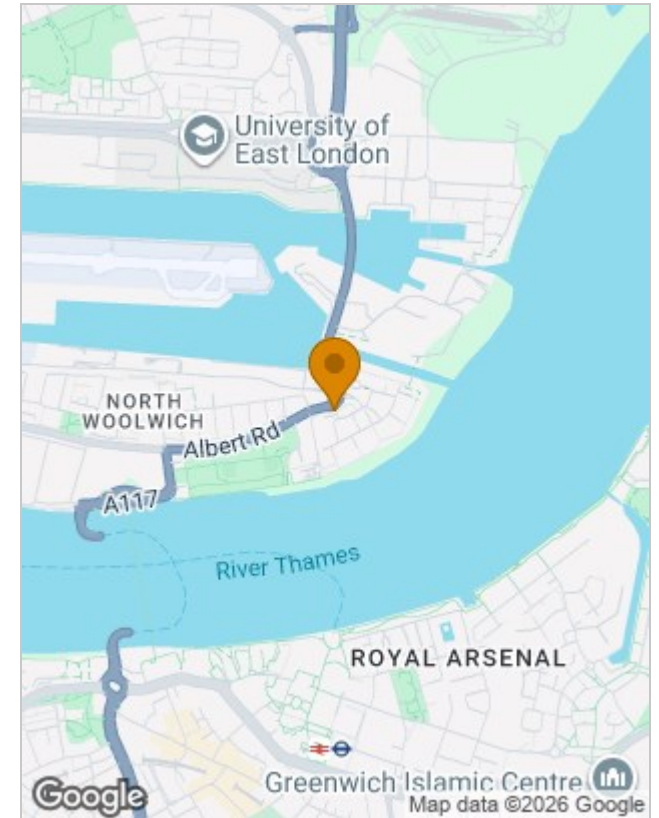 University of
East London
NORTH
WOOLWICH
Albert Rd
A117
River Thames
ROYAL ARSENAL
Greenwich Islamic Centre
Google
Map data ©2026 Google